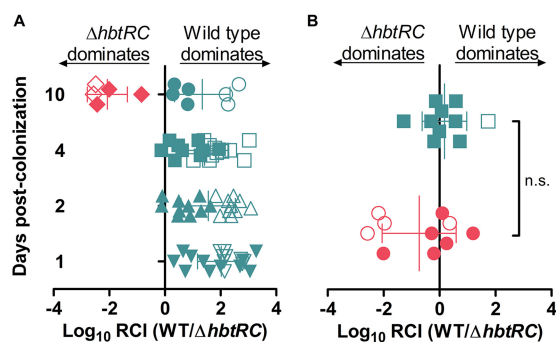 A
ΔhbtRC
dominates
Wild type
dominates
Days post-colonization
10
4
2
1
-4
-2
0
2
4
Log10 RCI (WT/ΔhbtRC)
B
ΔhbtRC
dominates
Wild type
dominates
n.s.
-4
-2
0
2
4
Log10 RCI (WT/ΔhbtRC)